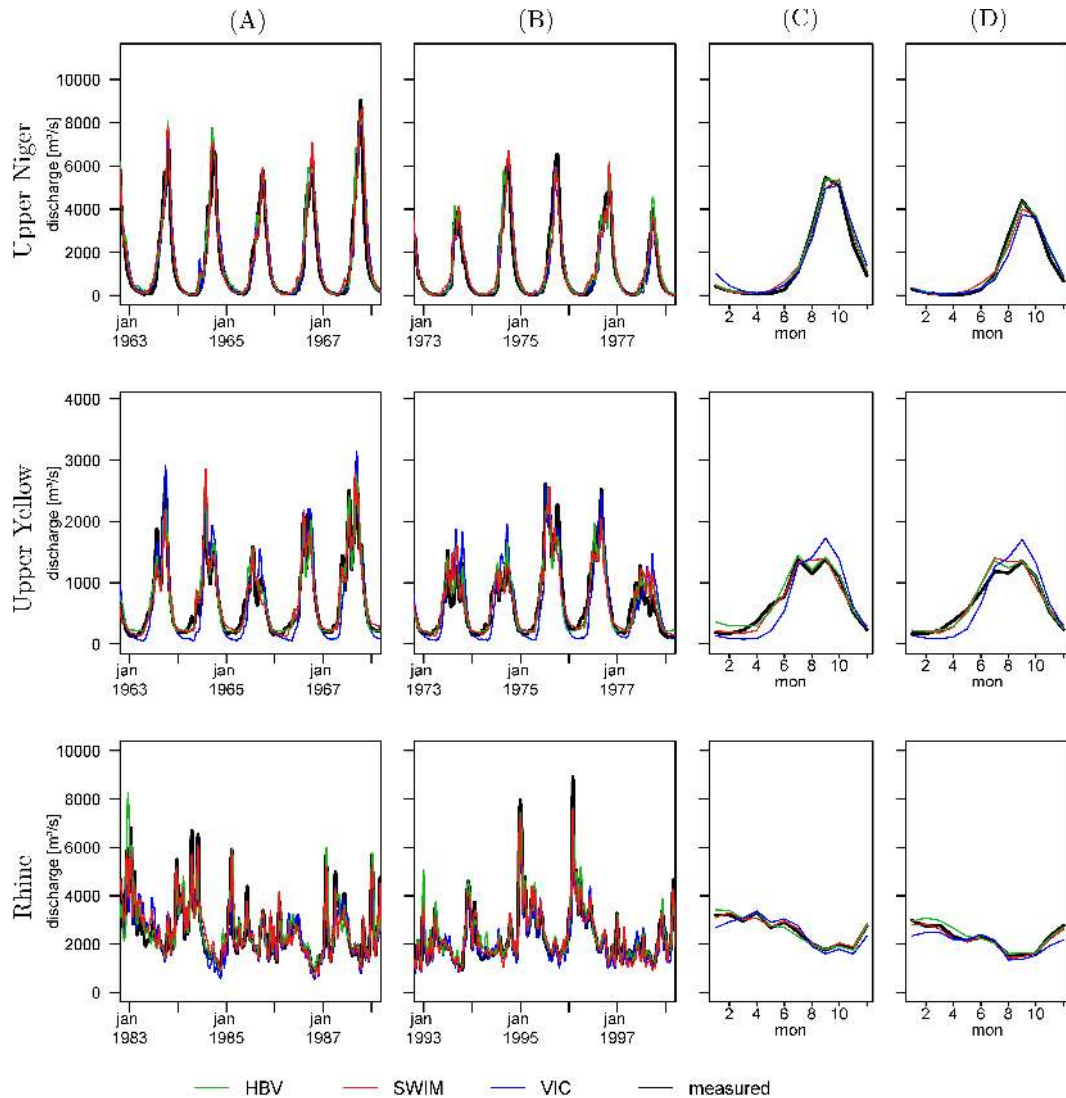 (A) (B) (C) (D)
Upper Niger
discharge [m³/s]
10000
8000
6000
4000
2000
0
jan 1963
jan 1965
jan 1967
jan 1973
jan 1975
jan 1977
2 4 6 8 10
mon
2 4 6 8 10
mon
Upper Yellow
discharge [m³/s]
4000
3000
2000
1000
0
jan 1963
jan 1965
jan 1967
jan 1973
jan 1975
jan 1977
2 4 6 8 10
mon
2 4 6 8 10
mon
Rhine
discharge [m³/s]
10000
8000
6000
4000
2000
0
jan 1983
jan 1985
jan 1987
jan 1993
jan 1995
jan 1997
2 4 6 8 10
mon
2 4 6 8 10
mon
HBV SWIM VIC measured